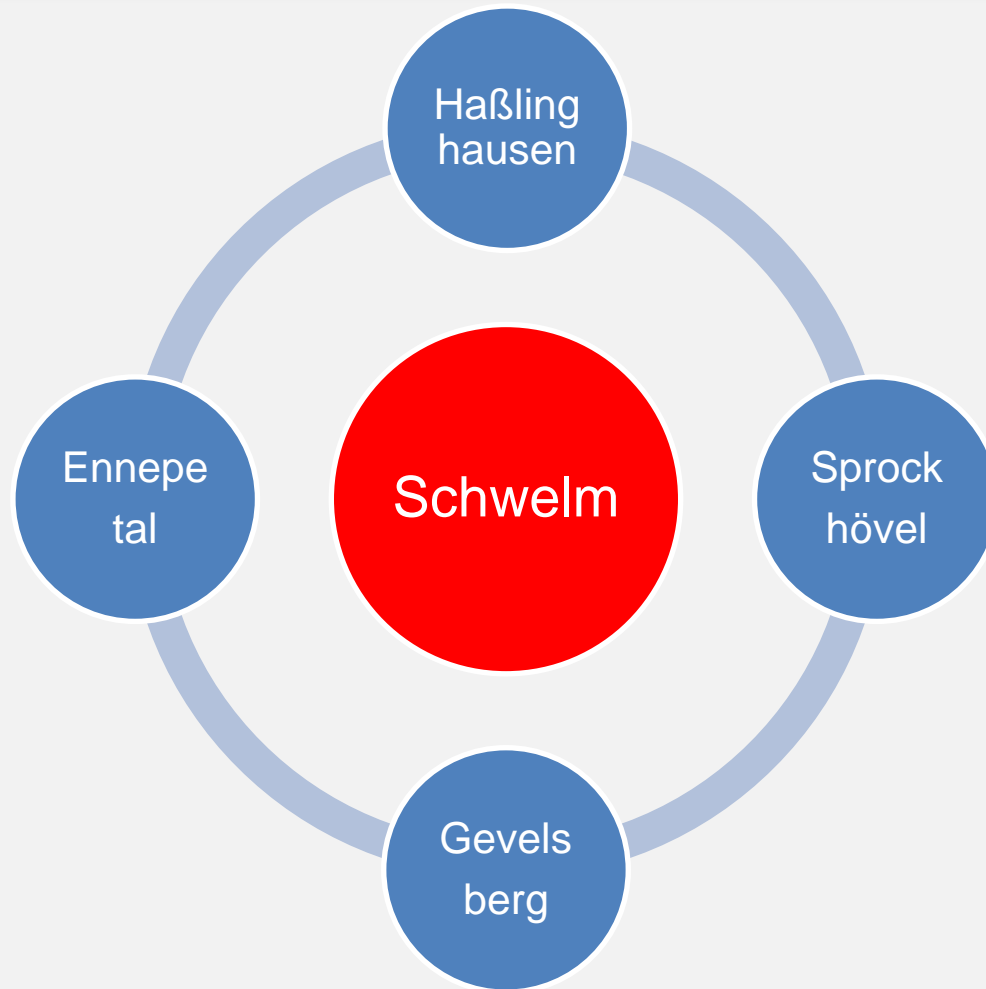 Haßling
hausen
Ennepe
tal
Schwelm
Sprock
hövel
Gevels
berg